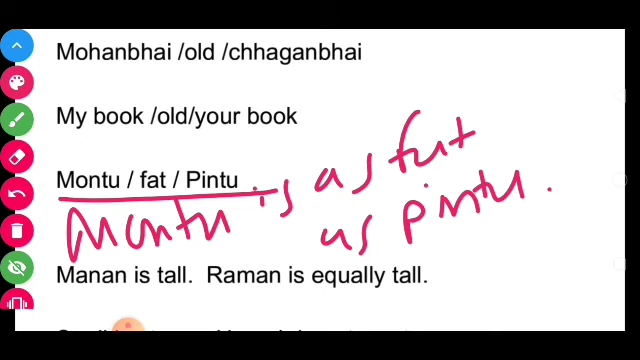 Mohanbhai /old /chhaganbhai
My book /old/your book
Montu / fat / Pintu
Montu is as fat
as pintu.
Manan is tall.  Raman is equally tall.